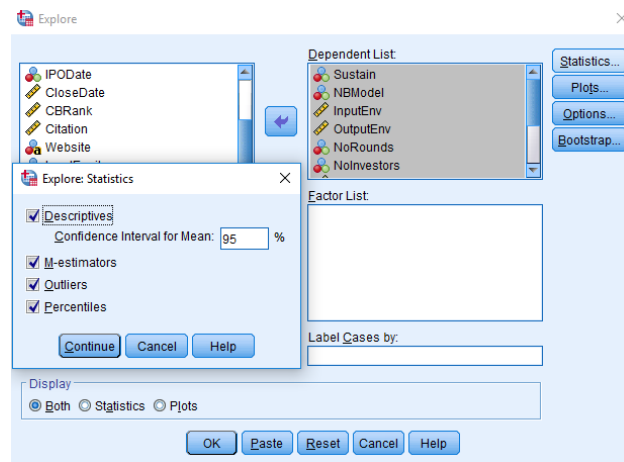 Explore
Dependent List:
IPODate
CloseDate
CBRank
Citation
Website
Sustain
NBModel
InputEnv
OutputEnv
NoRounds
NoInvestors
Statistics...
Plots...
Options...
Bootstrap...
Explore: Statistics
Descriptives
Confidence Interval for Mean: 95 %
M-estimators
Outliers
Percentiles
Continue Cancel Help
Factor List:
Label Cases by:
Display
Both Statistics Plots
OK Paste Reset Cancel Help